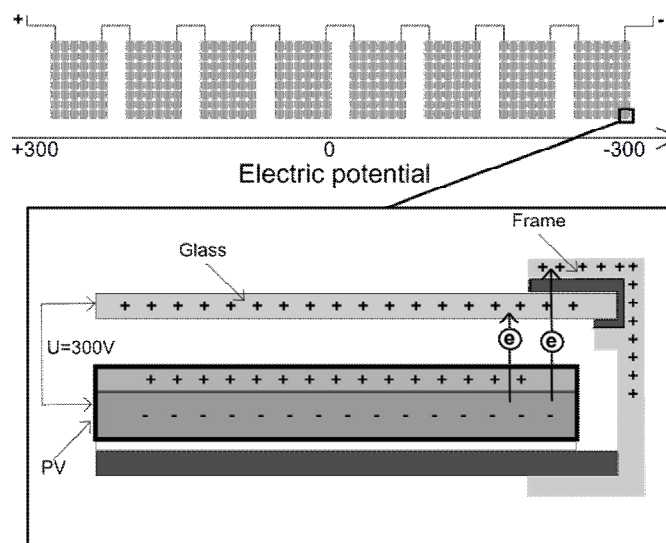 + -
+300 0 -300
Electric potential
Frame
Glass
+ + + + + +
+ + + + + + + + + + + + + + +
+
+
+
+
+
+
U=300V
e e
+ + + + + + + + + + + + + +
- - - - - - - - - - - - - -
PV